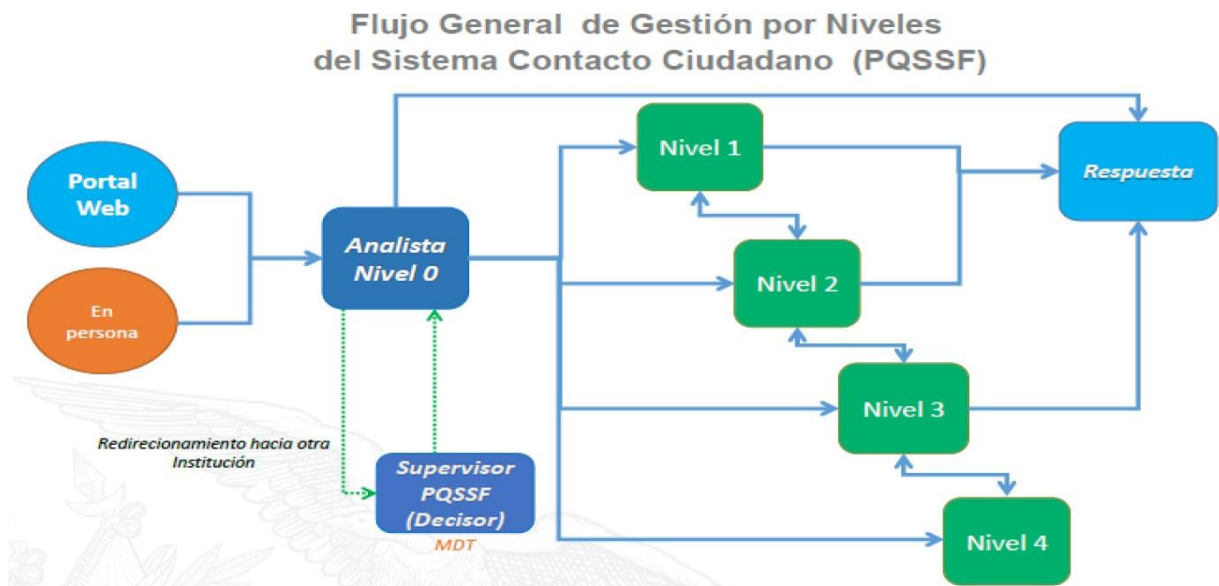 Flujo General de Gestión por Niveles
del Sistema Contacto Ciudadano (PQSSF)
Portal
Web
En
persona
Analista
Nivel 0
Nivel 1
Nivel 2
Nivel 3
Nivel 4
Respuesta
Redirecionamiento hacia otra
Institución
Supervisor
PQSSF
(Decisor)
MDT